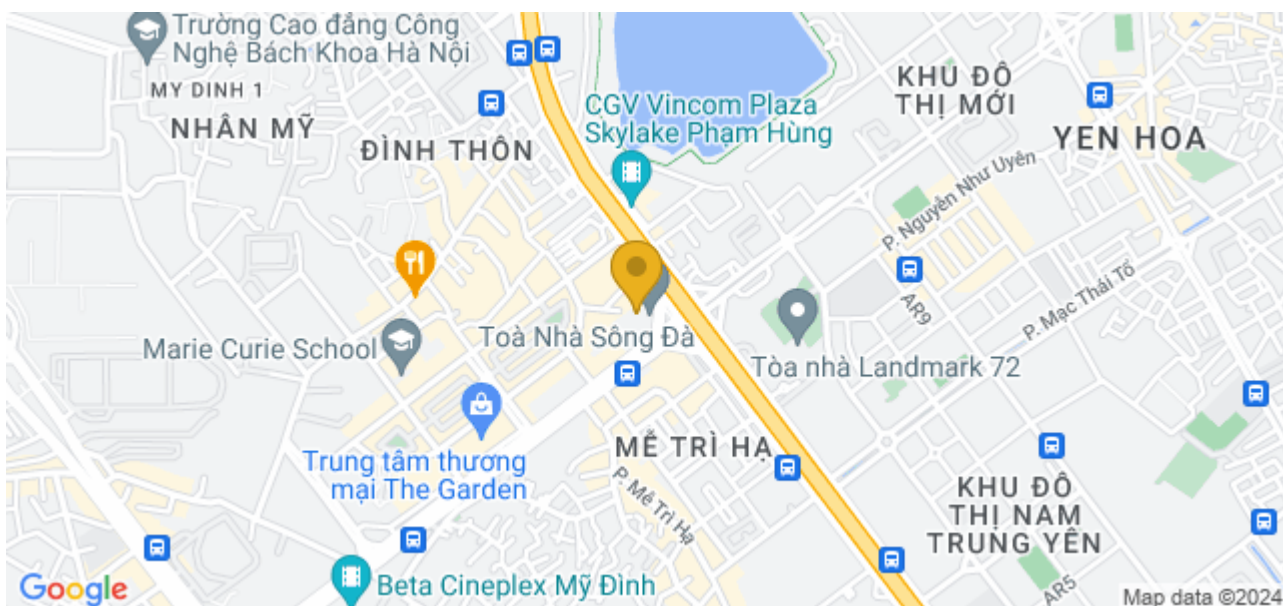 Trường Cao đẳng Công
Nghệ Bách Khoa Hà Nội
MY DINH 1
NHÂN MỸ
ĐÌNH THÔN
CGV Vincom Plaza
Skylake Phạm Hùng
KHU ĐÔ
THỊ MỚI
YEN HOA
P. Nguyễn Như Uyên
AR9
P. Mạc Thái Tổ
Toà Nhà Sông Đà
Marie Curie School
Tòa nhà Landmark 72
MỄ TRÌ HẠ
Trung tâm thương
mại The Garden
P. Mễ Trì Hạ
KHU ĐÔ
THỊ NAM
TRUNG YÊN
Beta Cineplex Mỹ Đình
AR5
Google
Map data ©2024